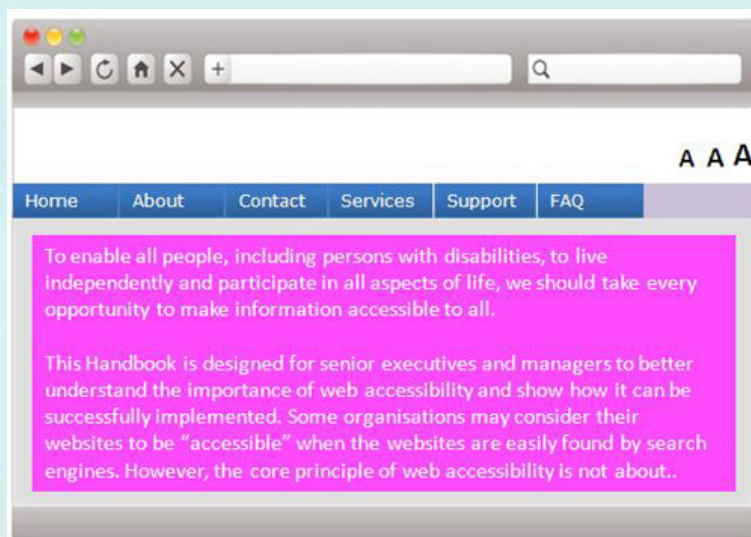 A A A
Home About Contact Services Support FAQ
To enable all people, including persons with disabilities, to live
independently and participate in all aspects of life, we should take every
opportunity to make information accessible to all.
This Handbook is designed for senior executives and managers to better
understand the importance of web accessibility and show how it can be
successfully implemented. Some organisations may consider their
websites to be “accessible” when the websites are easily found by search
engines. However, the core principle of web accessibility is not about..